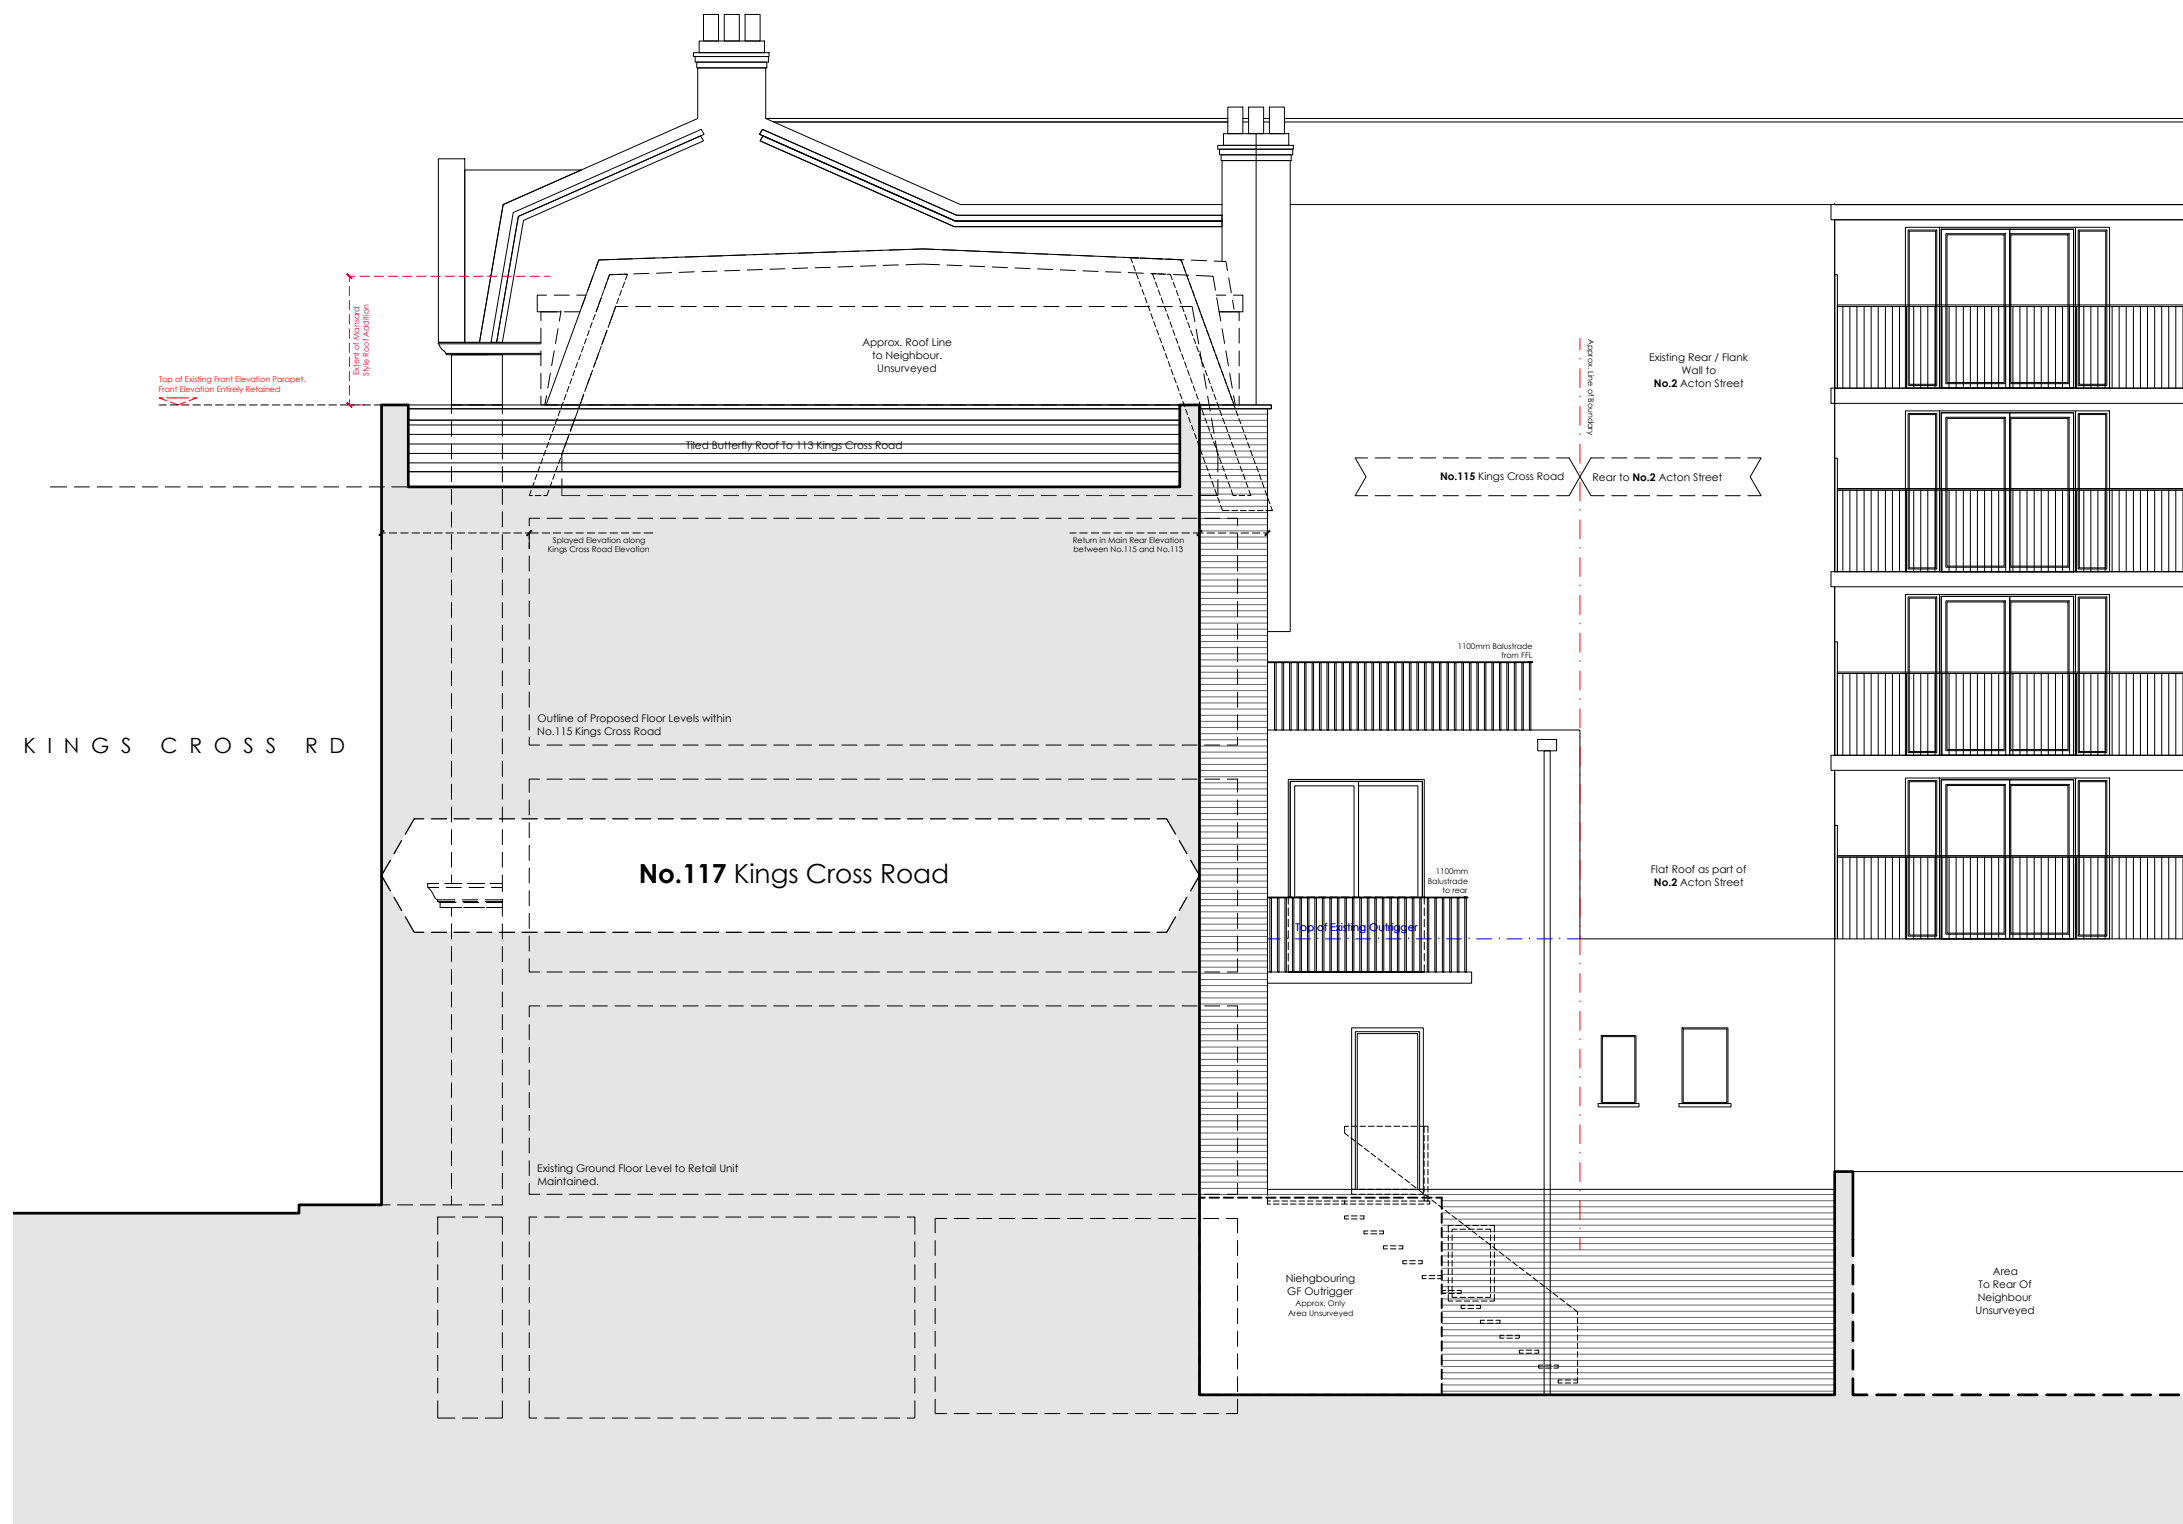 Extent of Mansard
Style Roof Addition
Top of Existing Front Elevation Parapet.
Front Elevation Entirely Retained
Approx. Roof Line
to Neighbour.
Unsurveyed
Approx. Line of Boundary
Existing Rear / Flank
Wall to
No.2 Acton Street
Tiled Butterfly Roof To 113 Kings Cross Road
No.115 Kings Cross Road
Rear to No.2 Acton Street
Splayed Elevation along
Kings Cross Road Elevation
Return in Main Rear Elevation
between No.115 and No.113
1100mm Balustrade
from FFL
Outline of Proposed Floor Levels within
No.115 Kings Cross Road
KINGS CROSS RD
No.117 Kings Cross Road
1100mm
Balustrade
to rear
Flat Roof as part of
No.2 Acton Street
Top of Existing Outrigger
Existing Ground Floor Level to Retail Unit
Maintained.
Niehgbouring
GF Outrigger
Approx. Only
Area Unsurveyed
Area
To Rear Of
Neighbour
Unsurveyed